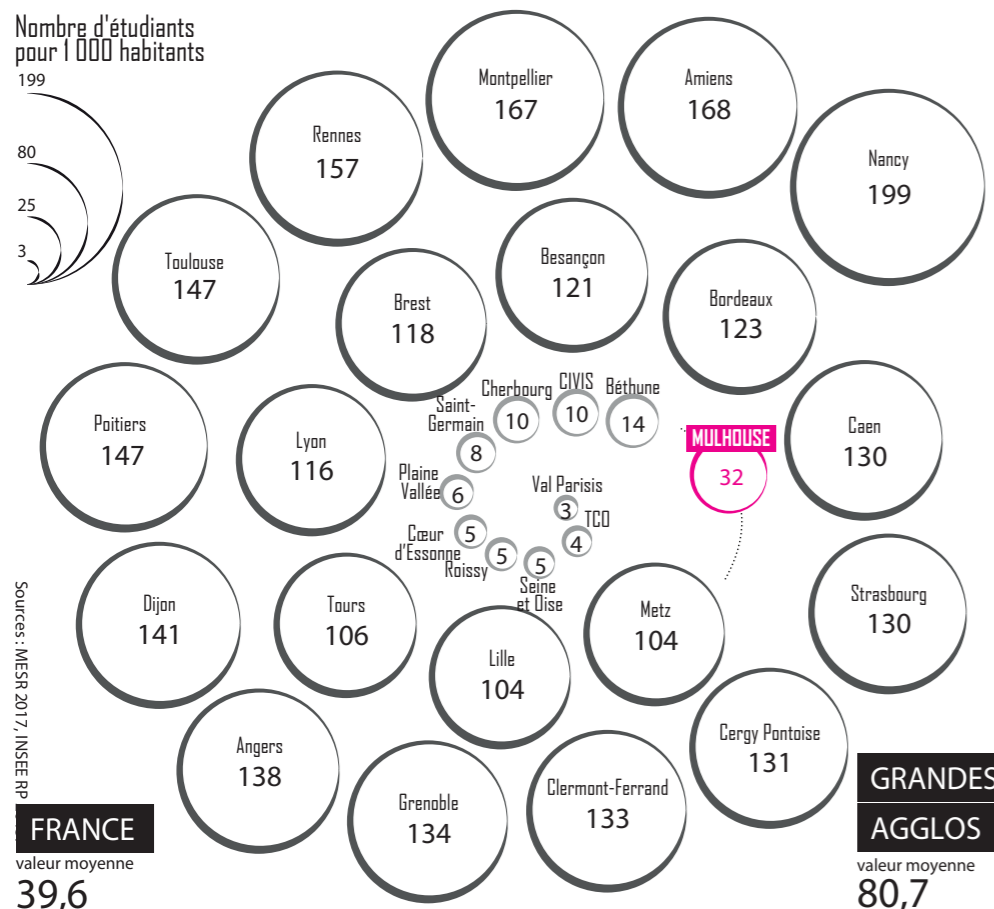 Nombre d'étudiants
pour 1 000 habitants
199
80
25
3
Montpellier
167
Amiens
168
Nancy
199
Rennes
157
Toulouse
147
Besançon
121
Bordeaux
123
Brest
118
Poitiers
147
Lyon
116
Saint-
Germain
8
Cherbourg
10
CIVIS
10
Béthune
14
MULHOUSE
32
Caen
130
Plaine
Vallée
6
Val Parisis
3
TCO
4
Cœur
d'Essonne
5
Roissy
5
Seine
et Oise
5
Dijon
141
Tours
106
Lille
104
Metz
104
Strasbourg
130
Angers
138
Grenoble
134
Clermont-Ferrand
133
Cergy Pontoise
131
Sources : MESR 2017, INSEE RP
FRANCE
valeur moyenne
39,6
GRANDES
AGGLOS
valeur moyenne
80,7